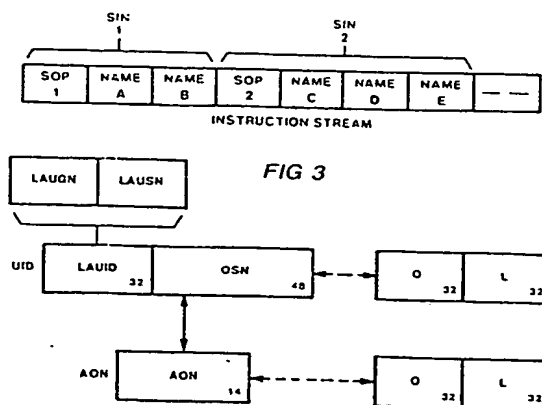 SIN SIN
1 2
SOP NAME NAME SOP NAME NAME NAME — —
1 A B 2 C D E
INSTRUCTION STREAM
FIG 3
LAUGN LAUSN
UID LAUID 32 OSN 48 O 32 L 32
AON AON 14 O 32 L 32